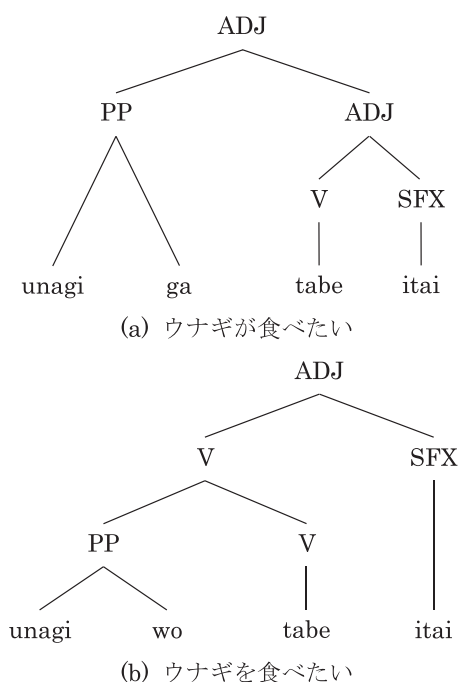 ADJ
PP ADJ
V SFX
unagi ga tabe itai
(a) ウナギが食べたい
ADJ
V SFX
PP V
unagi wo tabe itai
(b) ウナギを食べたい